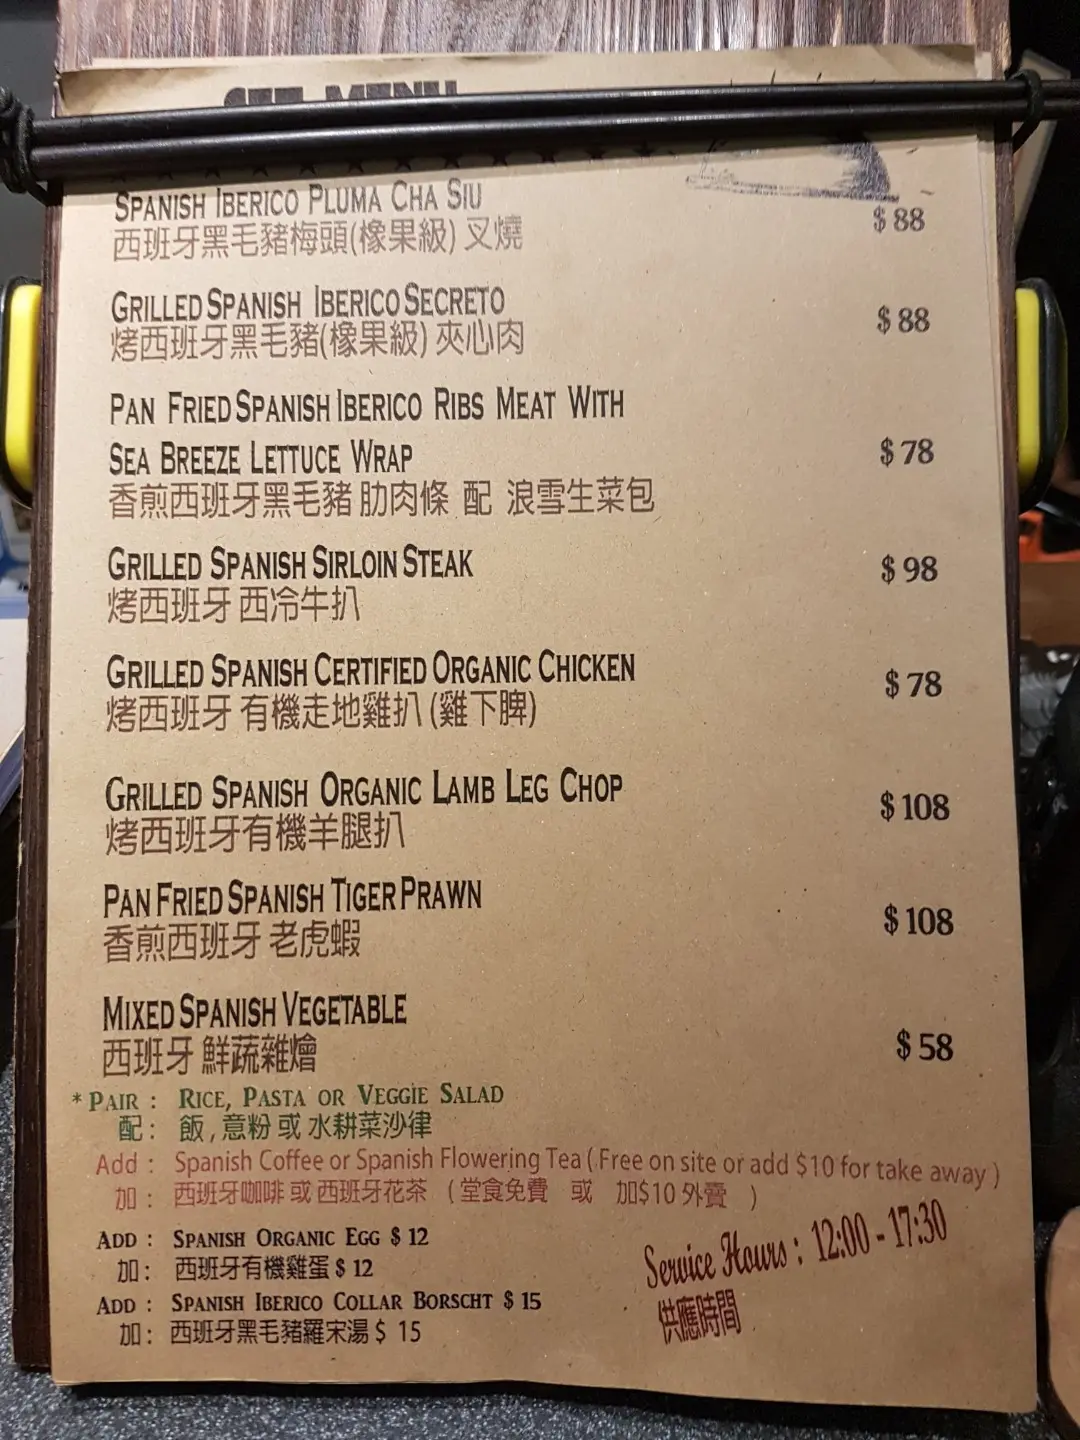 SET MENU
SPANISH IBERICO PLUMA CHA SIU
西班牙黑毛豬梅頭(橡果級) 叉燒
$ 88
GRILLED SPANISH IBERICO SECRETO
烤西班牙黑毛豬(橡果級) 夾心肉
$ 88
PAN FRIED SPANISH IBERICO RIBS MEAT WITH
SEA BREEZE LETTUCE WRAP
$ 78
香煎西班牙黑毛豬 肋肉條 配 浪雪生菜包
GRILLED SPANISH SIRLOIN STEAK
$ 98
烤西班牙 西冷牛扒
GRILLED SPANISH CERTIFIED ORGANIC CHICKEN
$ 78
烤西班牙 有機走地雞扒 (雞下脾)
GRILLED SPANISH ORGANIC LAMB LEG CHOP
$ 108
烤西班牙有機羊腿扒
PAN FRIED SPANISH TIGER PRAWN
$ 108
香煎西班牙 老虎蝦
MIXED SPANISH VEGETABLE
$ 58
西班牙 鮮蔬雜燴
* PAIR : RICE, PASTA OR VEGGIE SALAD
配 : 飯 , 意粉 或 水耕菜沙律
Add : Spanish Coffee or Spanish Flowering Tea ( Free on site or add $10 for take away )
加 : 西班牙咖啡 或 西班牙花茶 ( 堂食免費 或 加$10 外賣 )
ADD : SPANISH ORGANIC EGG $ 12
加 : 西班牙有機雞蛋 $ 12
ADD : SPANISH IBERICO COLLAR BORSCHT $ 15
加 : 西班牙黑毛豬羅宋湯 $ 15
Service Hours : 12:00 - 17:30
供應時間